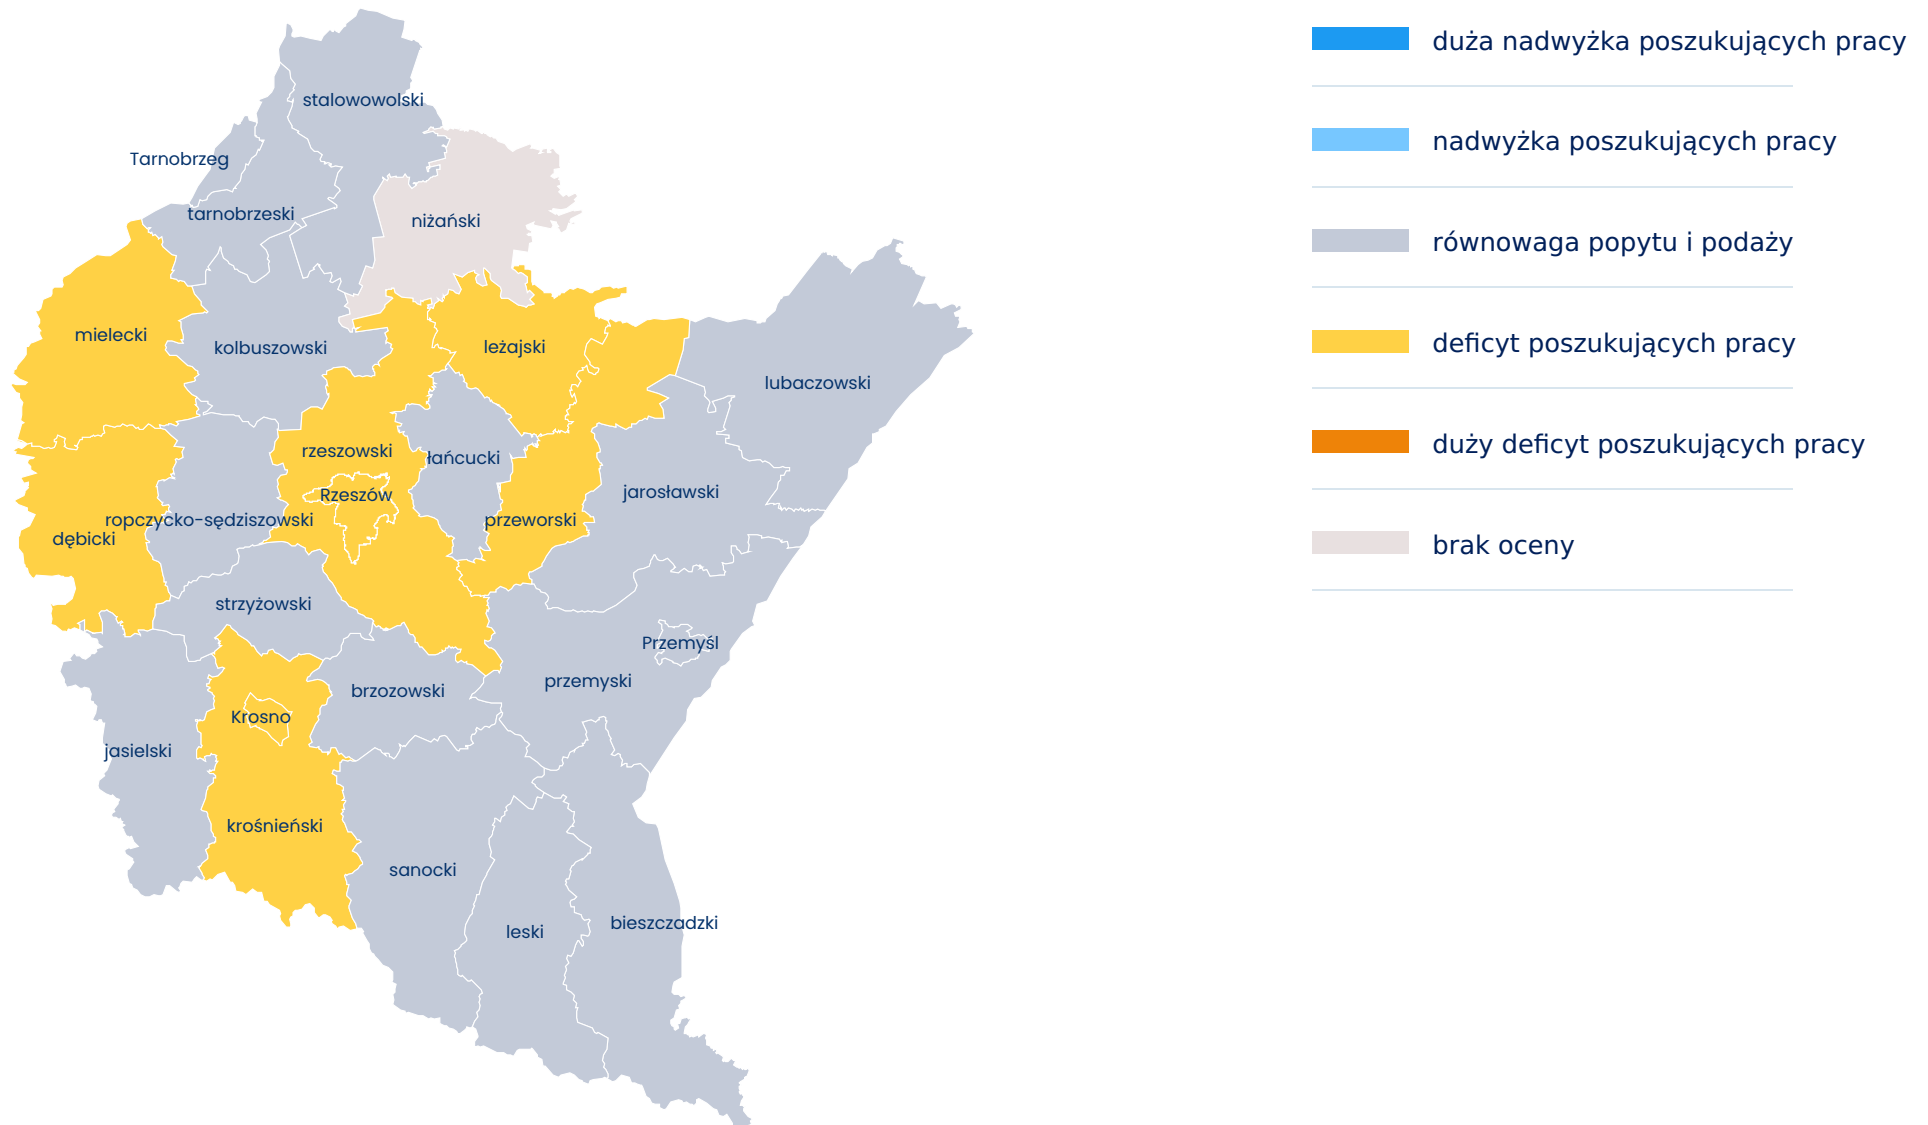 stalowowolski
Tarnobrzeg
tarnobrzeski
niżański
mielecki
kolbuszowski
leżajski
lubaczowski
rzeszowski
łańcucki
Rzeszów
jarosławski
ropczycko-sędziszowski
przeworski
dębicki
strzyżowski
Przemyśl
przemyski
brzozowski
Krosno
jasielski
krośnieński
sanocki
leski
bieszczadzki
duża nadwyżka poszukujących pracy
nadwyżka poszukujących pracy
równowaga popytu i podaży
deficyt poszukujących pracy
duży deficyt poszukujących pracy
brak oceny